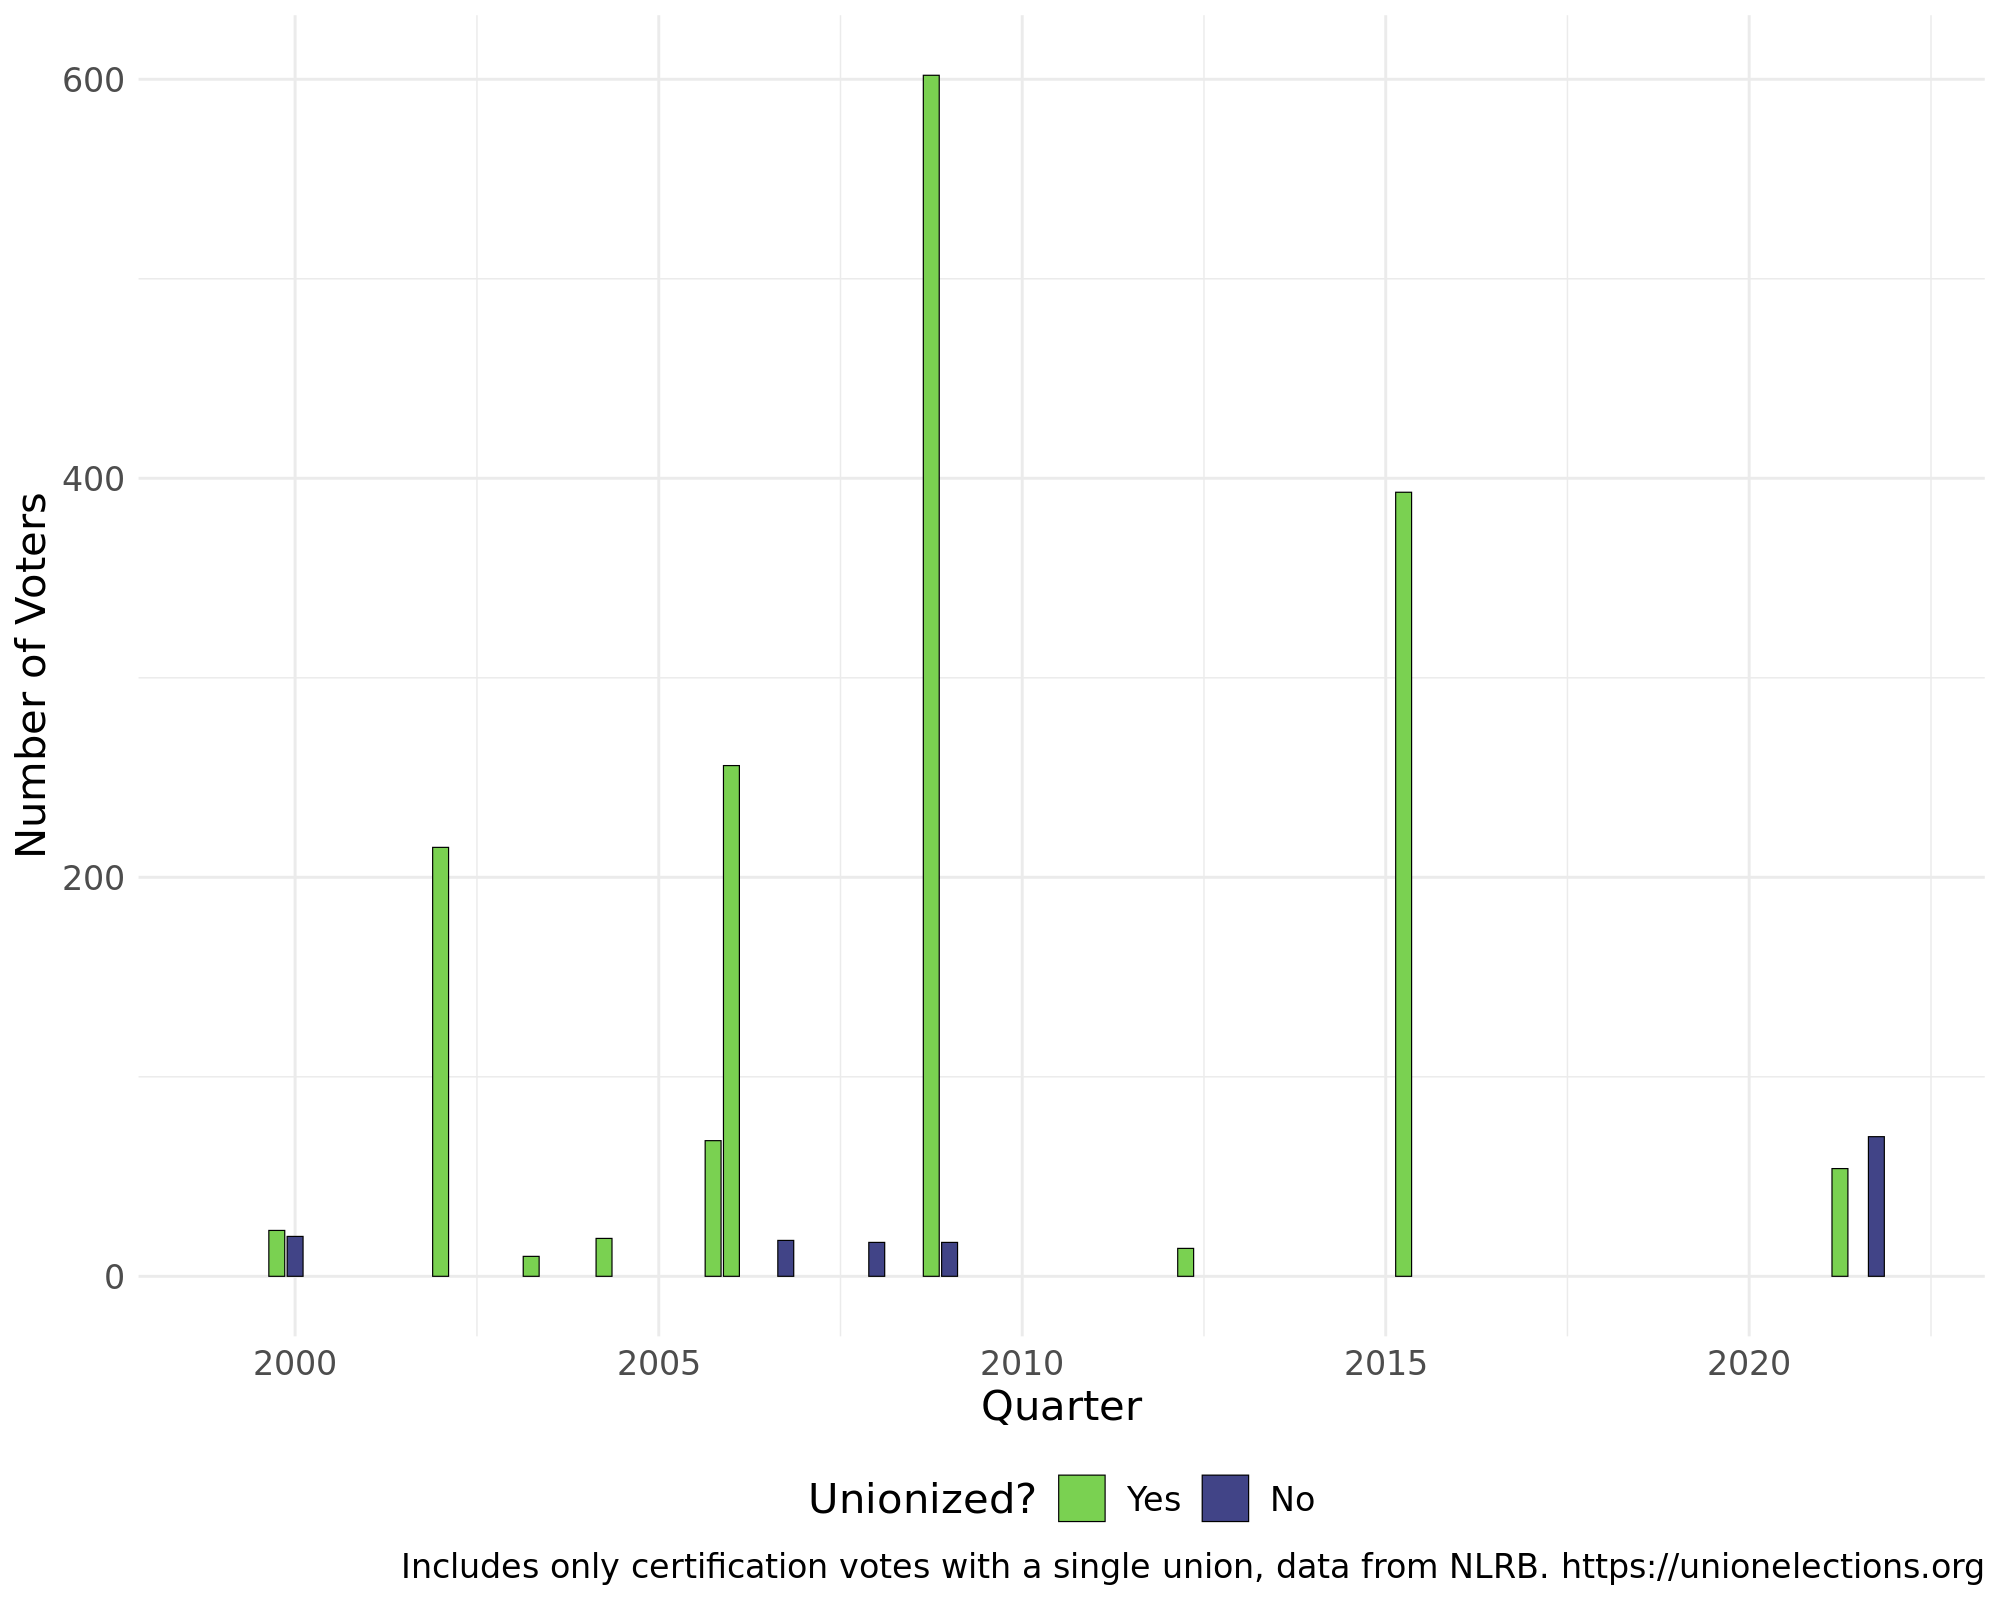 600
400
200
0
Number of Voters
2000 2005 2010 2015 2020
Quarter
Unionized? Yes No
Includes only certification votes with a single union, data from NLRB. https://unionelections.org